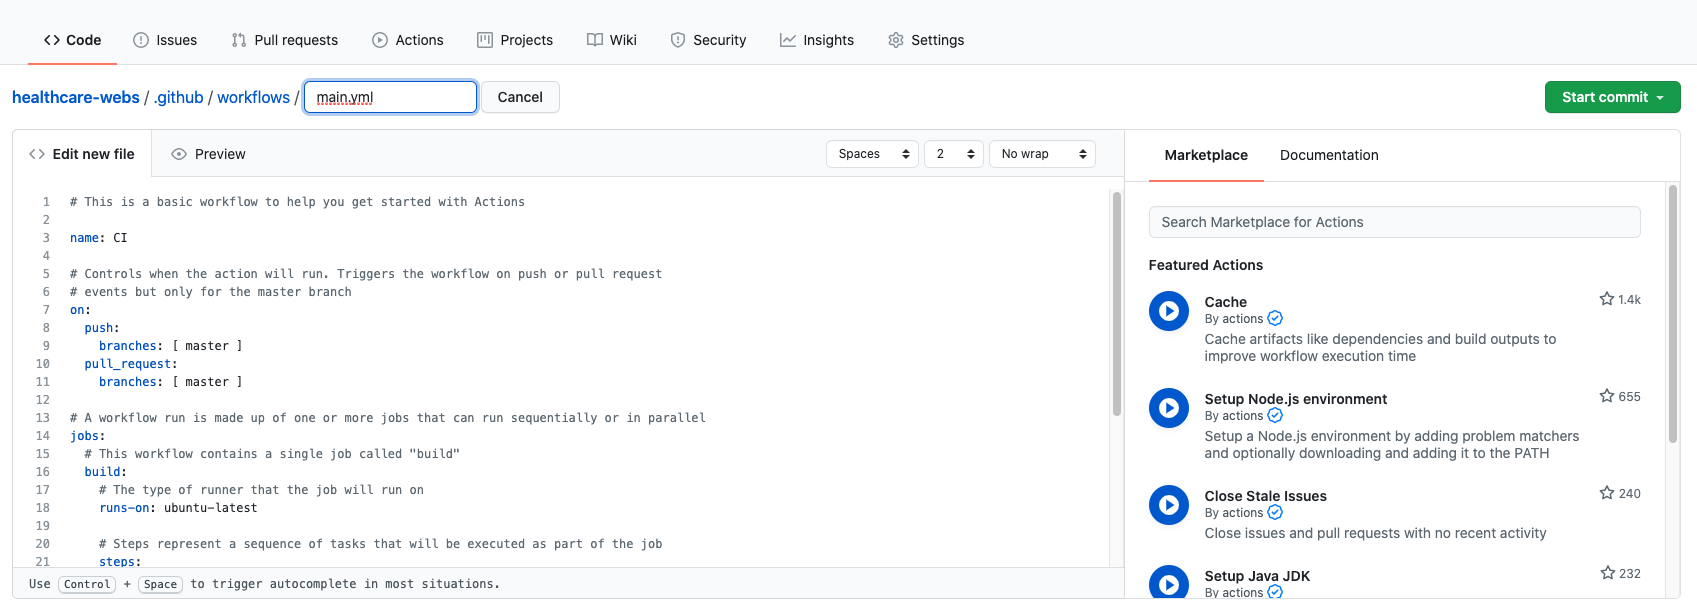 <> Code Issues Pull requests Actions Projects Wiki Security Insights Settings
healthcare-webs / .github / workflows / main.yml Cancel Start commit
<> Edit new file Preview Spaces 2 No wrap
1 # This is a basic workflow to help you get started with Actions
2
3 name: CI
4
5 # Controls when the action will run. Triggers the workflow on push or pull request
6 # events but only for the master branch
7 on:
8   push:
9     branches: [ master ]
10   pull_request:
11     branches: [ master ]
12
13 # A workflow run is made up of one or more jobs that can run sequentially or in parallel
14 jobs:
15   # This workflow contains a single job called "build"
16   build:
17     # The type of runner that the job will run on
18     runs-on: ubuntu-latest
19
20     # Steps represent a sequence of tasks that will be executed as part of the job
21     steps:
Use Control + Space to trigger autocomplete in most situations.
Marketplace Documentation
Search Marketplace for Actions
Featured Actions
Cache 1.4k
By actions
Cache artifacts like dependencies and build outputs to
improve workflow execution time
Setup Node.js environment 655
By actions
Setup a Node.js environment by adding problem matchers
and optionally downloading and adding it to the PATH
Close Stale Issues 240
By actions
Close issues and pull requests with no recent activity
Setup Java JDK 232
By actions